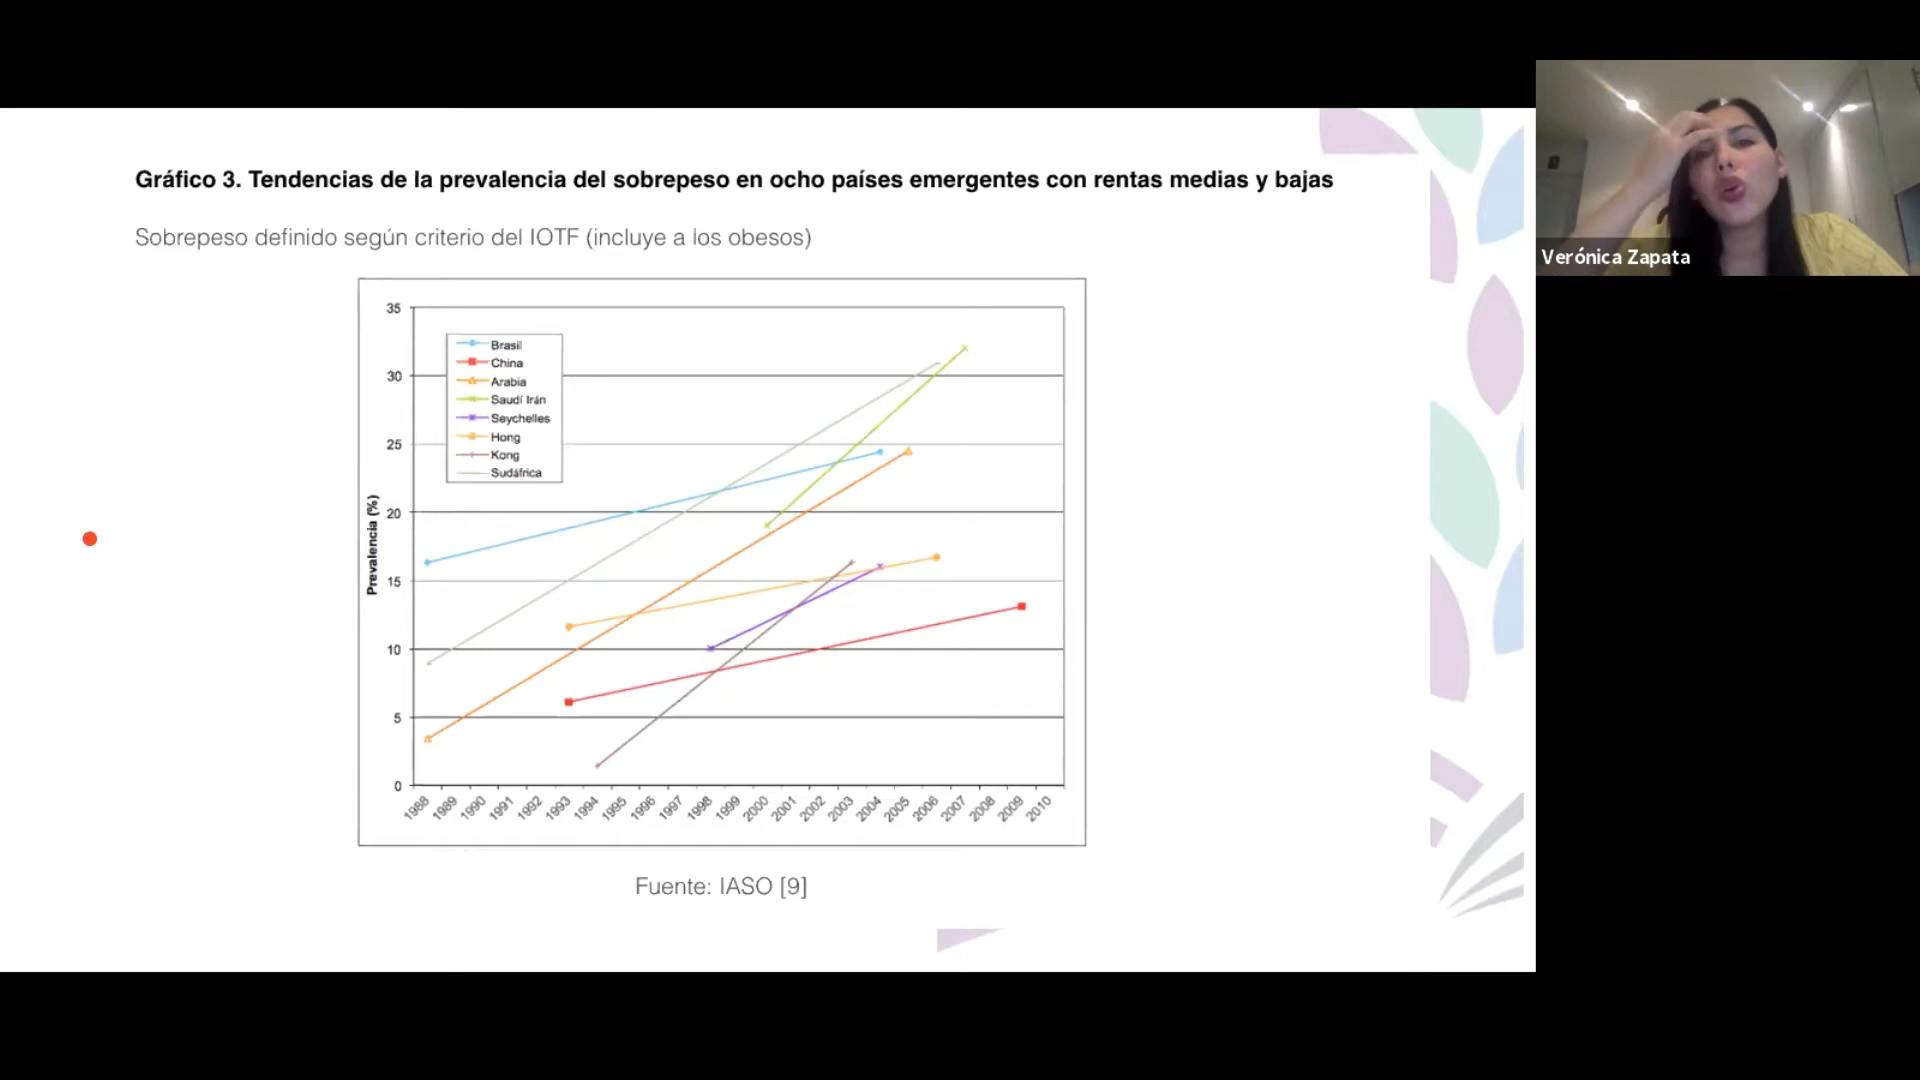 Gráfico 3. Tendencias de la prevalencia del sobrepeso en ocho países emergentes con rentas medias y bajas
Sobrepeso definido según criterio del IOTF (incluye a los obesos)
Verónica Zapata
35
30
25
20
15
10
5
0
Prevalencia (%)
Brasil
China
Arabia
Saudí Irán
Seychelles
Hong
Kong
Sudáfrica
1988 1989 1990 1991 1992 1993 1994 1995 1996 1997 1998 1999 2000 2001 2002 2003 2004 2005 2006 2007 2008 2009 2010
Fuente: IASO [9]